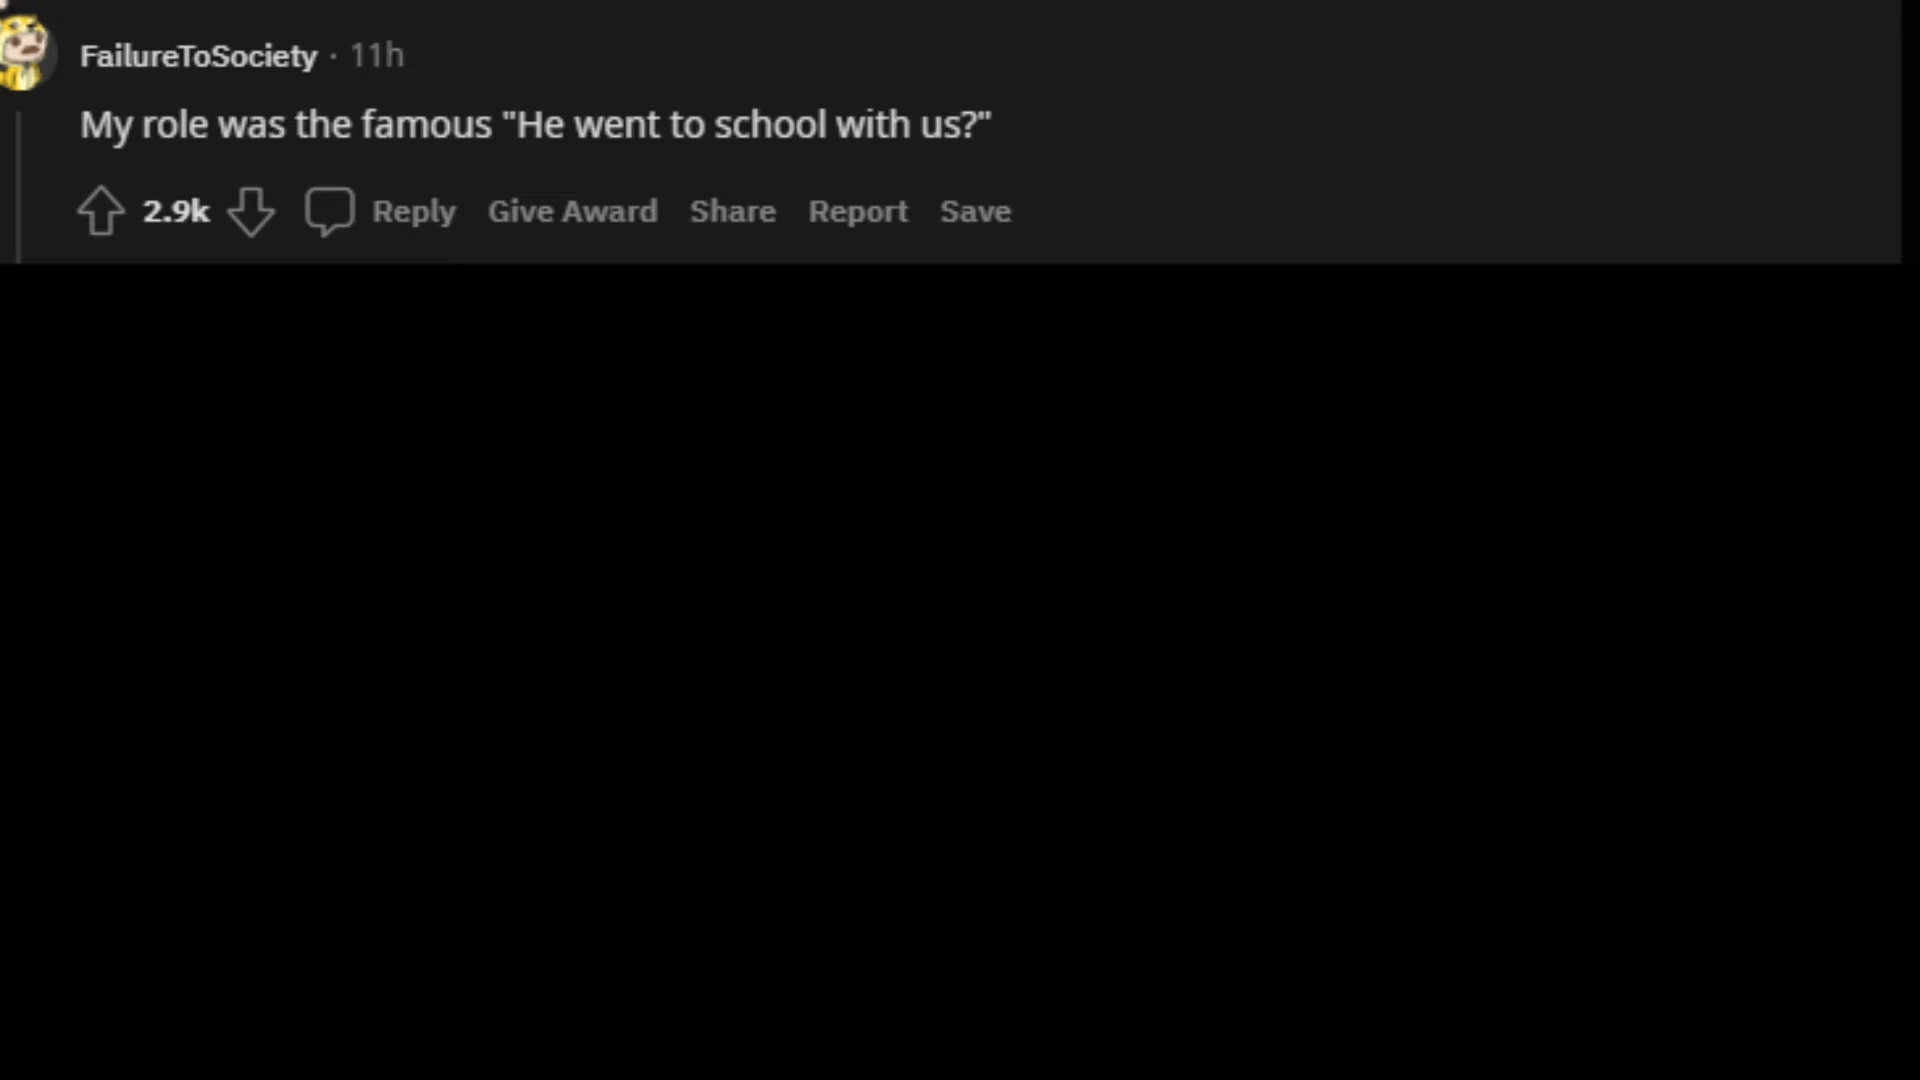 FailureToSociety · 11h
My role was the famous "He went to school with us?"
2.9k Reply Give Award Share Report Save